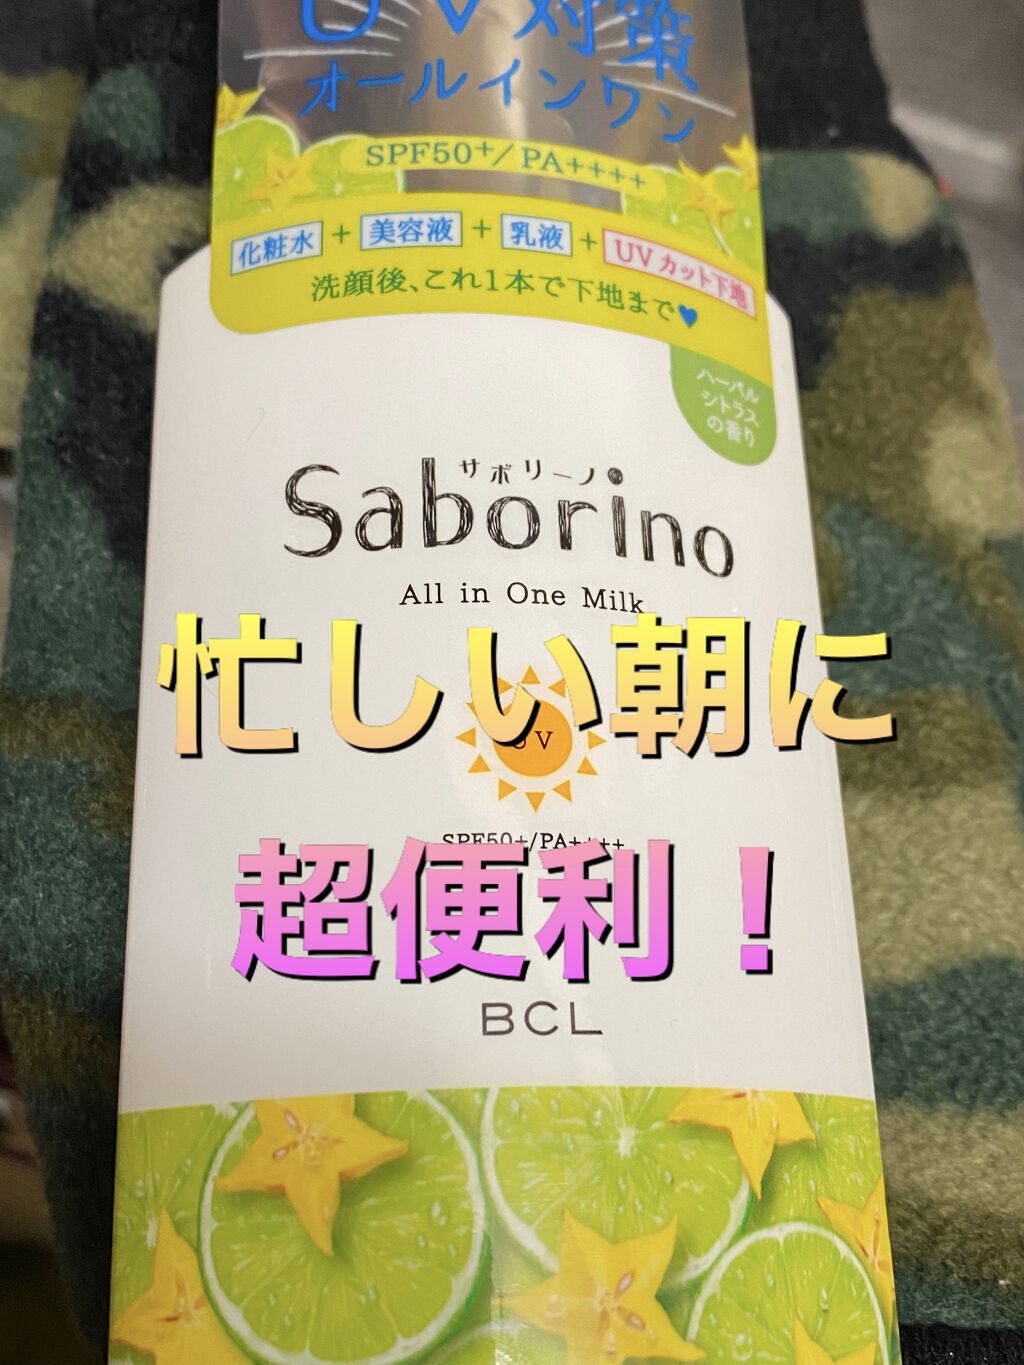 UV対策
オールインワン
SPF50+/PA++++
化粧水 + 美容液 + 乳液 + UVカット下地
洗顔後、これ1本で下地まで♥
ハーバル
シトラス
の香り
サボリーノ
Saborino
All in One Milk
忙しい朝に
UV
SPF50+/PA++++
超便利！
BCL